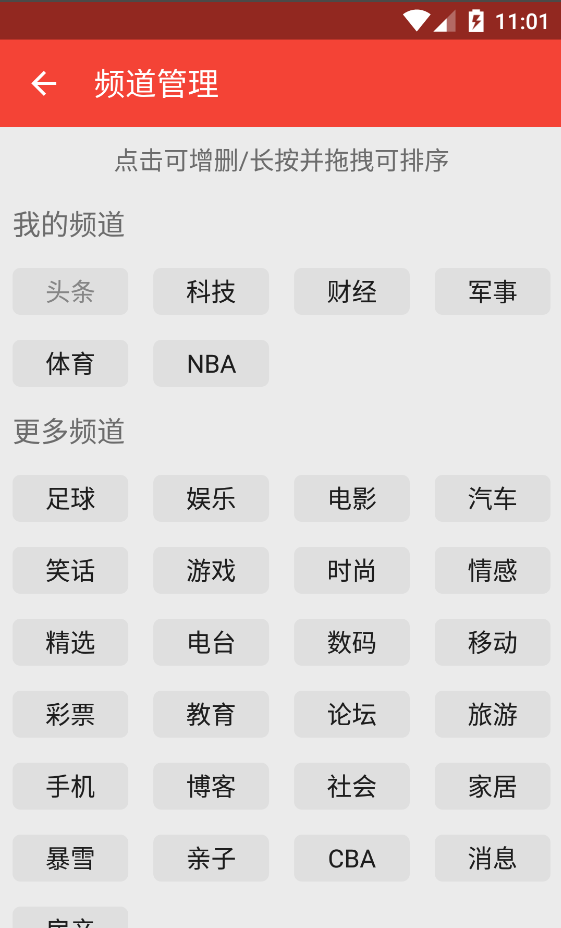 11:01
频道管理
点击可增删/长按并拖拽可排序
我的频道
头条 科技 财经 军事
体育 NBA
更多频道
足球 娱乐 电影 汽车
笑话 游戏 时尚 情感
精选 电台 数码 移动
彩票 教育 论坛 旅游
手机 博客 社会 家居
暴雪 亲子 CBA 消息